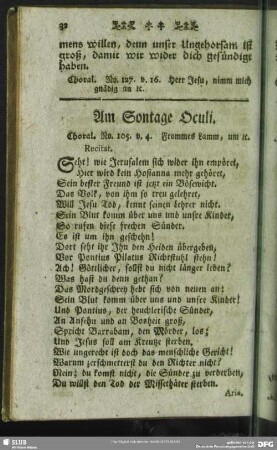 32
mens willen, denn unser Ungehorsam ist
groß, damit wir wider dich gesündigt
haben.
Choral. No. 127. v. 16. Herr Jesu, nimm mich
gnädig an ꝛc.
Am Sontage Oculi.
Choral. No. 105. v. 4. Frommes Lamm, um ꝛc.
Recitat.
Seht! wie Jerusalem sich wider ihn empöret,
Hier wird kein Hosianna mehr gehöret,
Sein bester Freund ist jetzt ein Bösewicht.
Das Volk, von ihm so treu gelehret,
Will Jesu Tod, kennt seinen Lehrer nicht.
Sein Blut komm über uns und unser Kinder,
So rufen diese frechen Sünder.
Es ist um ihn geschehn!
Dort seht ihr Ihn den Heiden übergeben,
Vor Pontius Pilatus Richtstuhl stehn!
Ach! Göttlicher, sollst du nicht länger leben?
Was hast du denn gethan?
Das Mordgeschrey hebt sich von neuen an:
Sein Blut komm über uns und unser Kinder!
Und Pontius, der heuchlerische Sünder,
An Ansehn und an Bosheit groß,
Spricht Barrabam, den Mörder, los;
Und Jesus soll am Kreutze sterben.
Wie ungerecht ist doch das menschliche Gericht!
Warum zerschmetterst du den Richter nicht?
Nein; du komst nicht, die Sünder zu verderben,
Du willst den Tod der Missethäter sterben.
Aria.
SLUB
DFG